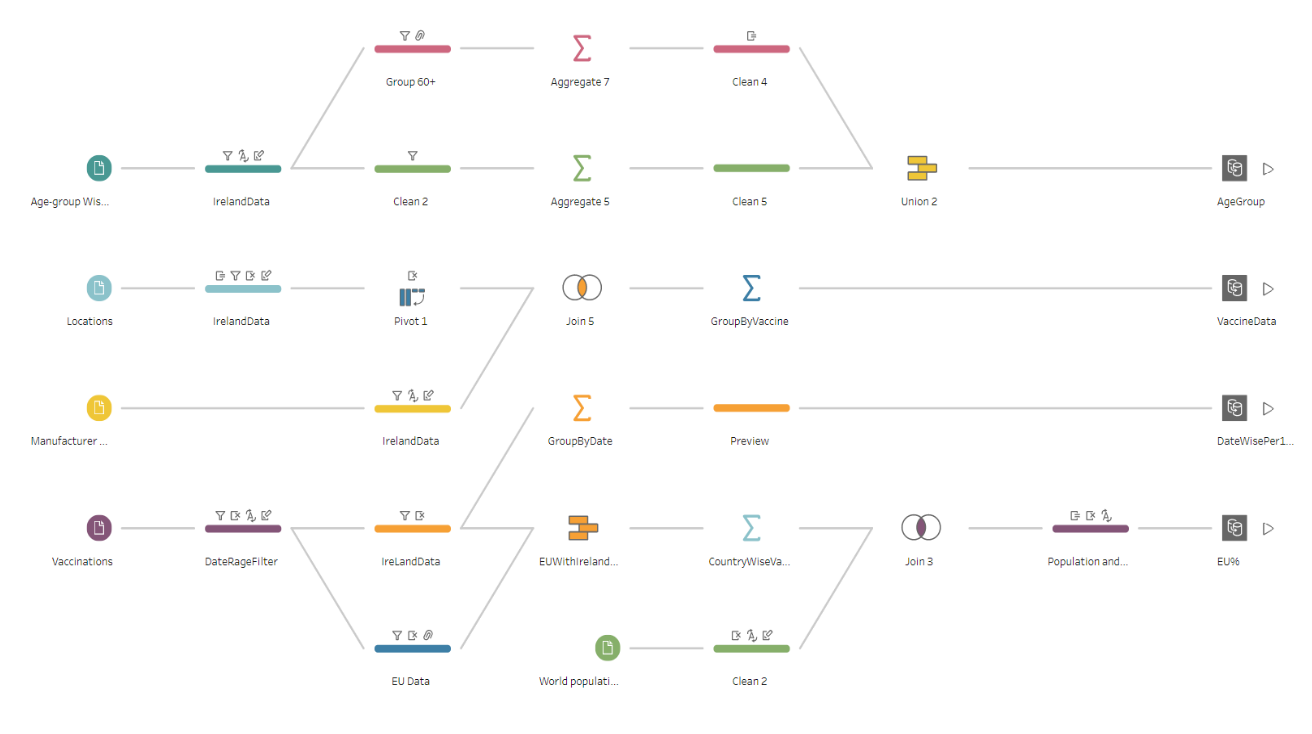 Group 60+
Aggregate 7
Clean 4
Age-group Wis...
IrelandData
Clean 2
Aggregate 5
Clean 5
Union 2
AgeGroup
Locations
IrelandData
Pivot 1
Join 5
GroupByVaccine
VaccineData
Manufacturer ...
IrelandData
GroupByDate
Preview
DateWisePer1...
Vaccinations
DateRageFilter
IreLandData
EUWithIreland...
CountryWiseVa...
Join 3
Population and...
EU%
EU Data
World populati...
Clean 2